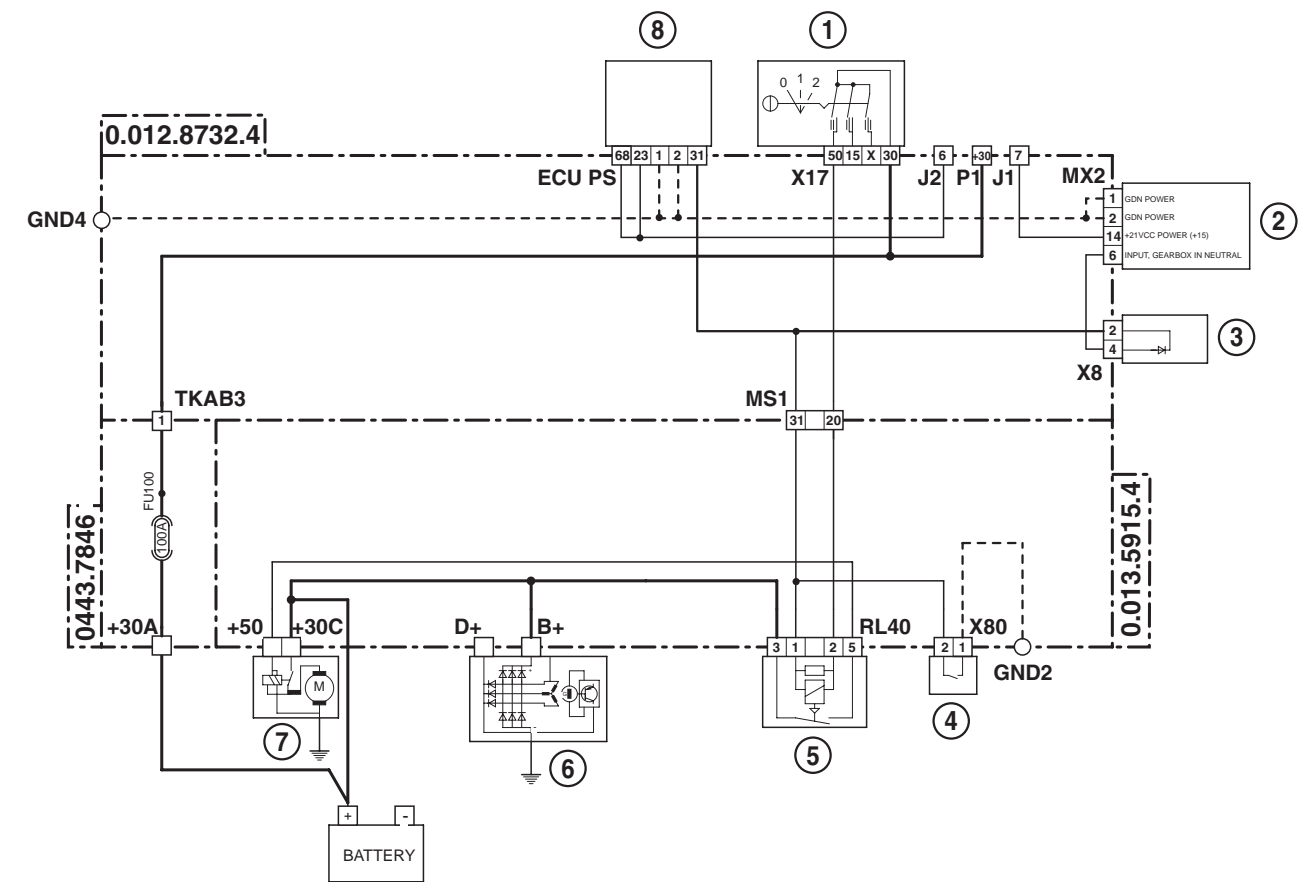 8
1
0 1 2
0.012.8732.4
68 23 1 2 31
50 15 X 30
6
+30
7
ECU PS
X17
J2
P1
J1
MX2
1 GDN POWER
2 GDN POWER
14 +21VCC POWER (+15)
6 INPUT, GEARBOX IN NEUTRAL
2
GND4
2
4
3
X8
TKAB3
MS1
1
31 20
FU100
100A
0443.7846
0.013.5915.4
+30A
+50
+30C
D+
B+
RL40
X80
3 1 2 5
2 1
GND2
M
7
6
5
4
+ -
BATTERY